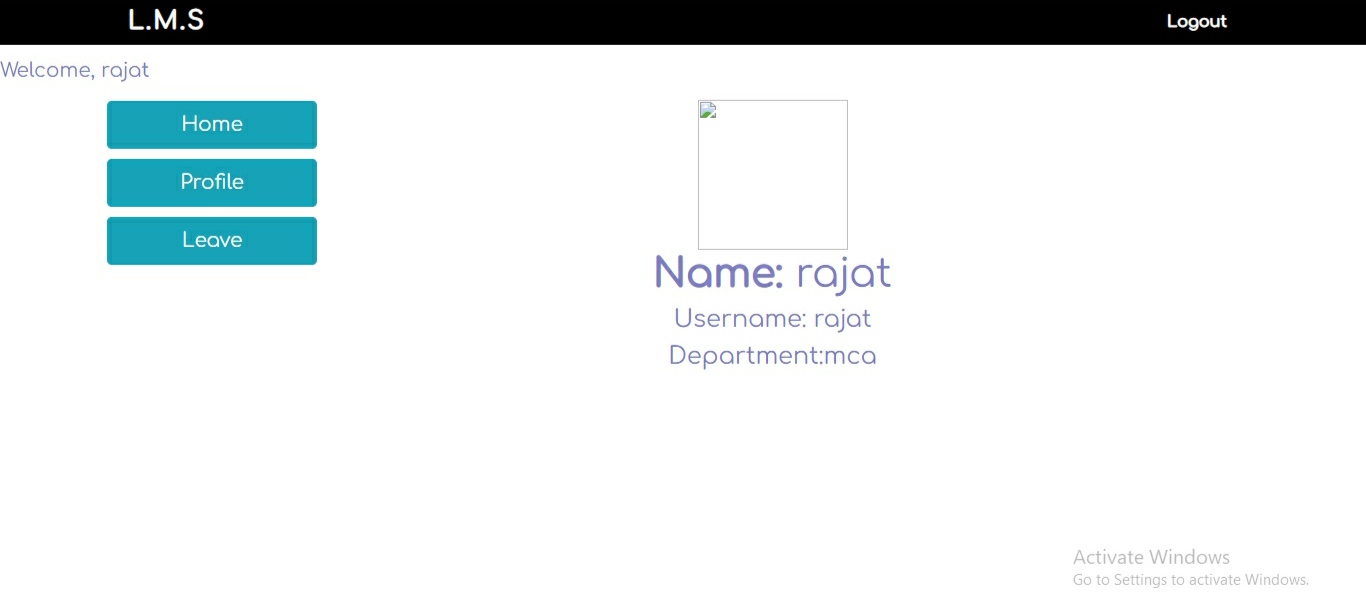 L.M.S
Logout
Welcome, rajat
Home
Profile
Leave
Name: rajat
Username: rajat
Department:mca
Activate Windows
Go to Settings to activate Windows.